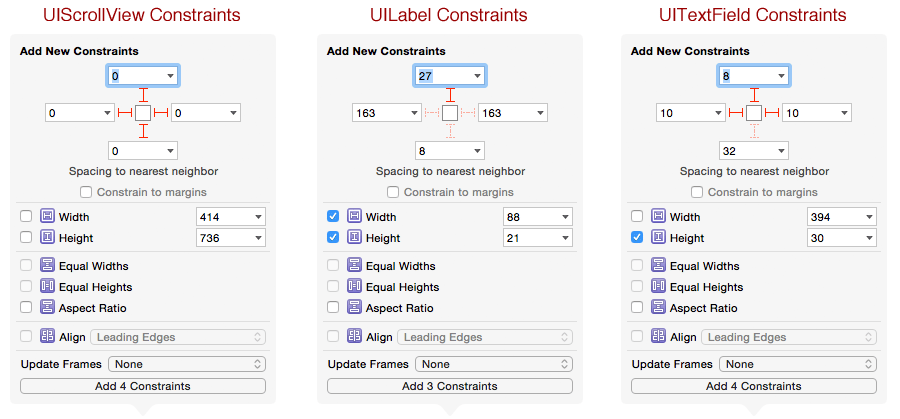 UIScrollView Constraints
Add New Constraints
0
0 0
0
Spacing to nearest neighbor
Constrain to margins
Width 414
Height 736
Equal Widths
Equal Heights
Aspect Ratio
Align Leading Edges
Update Frames None
Add 4 Constraints
UILabel Constraints
Add New Constraints
27
163 163
8
Spacing to nearest neighbor
Constrain to margins
Width 88
Height 21
Equal Widths
Equal Heights
Aspect Ratio
Align Leading Edges
Update Frames None
Add 3 Constraints
UITextField Constraints
Add New Constraints
8
10 10
32
Spacing to nearest neighbor
Constrain to margins
Width 394
Height 30
Equal Widths
Equal Heights
Aspect Ratio
Align Leading Edges
Update Frames None
Add 4 Constraints